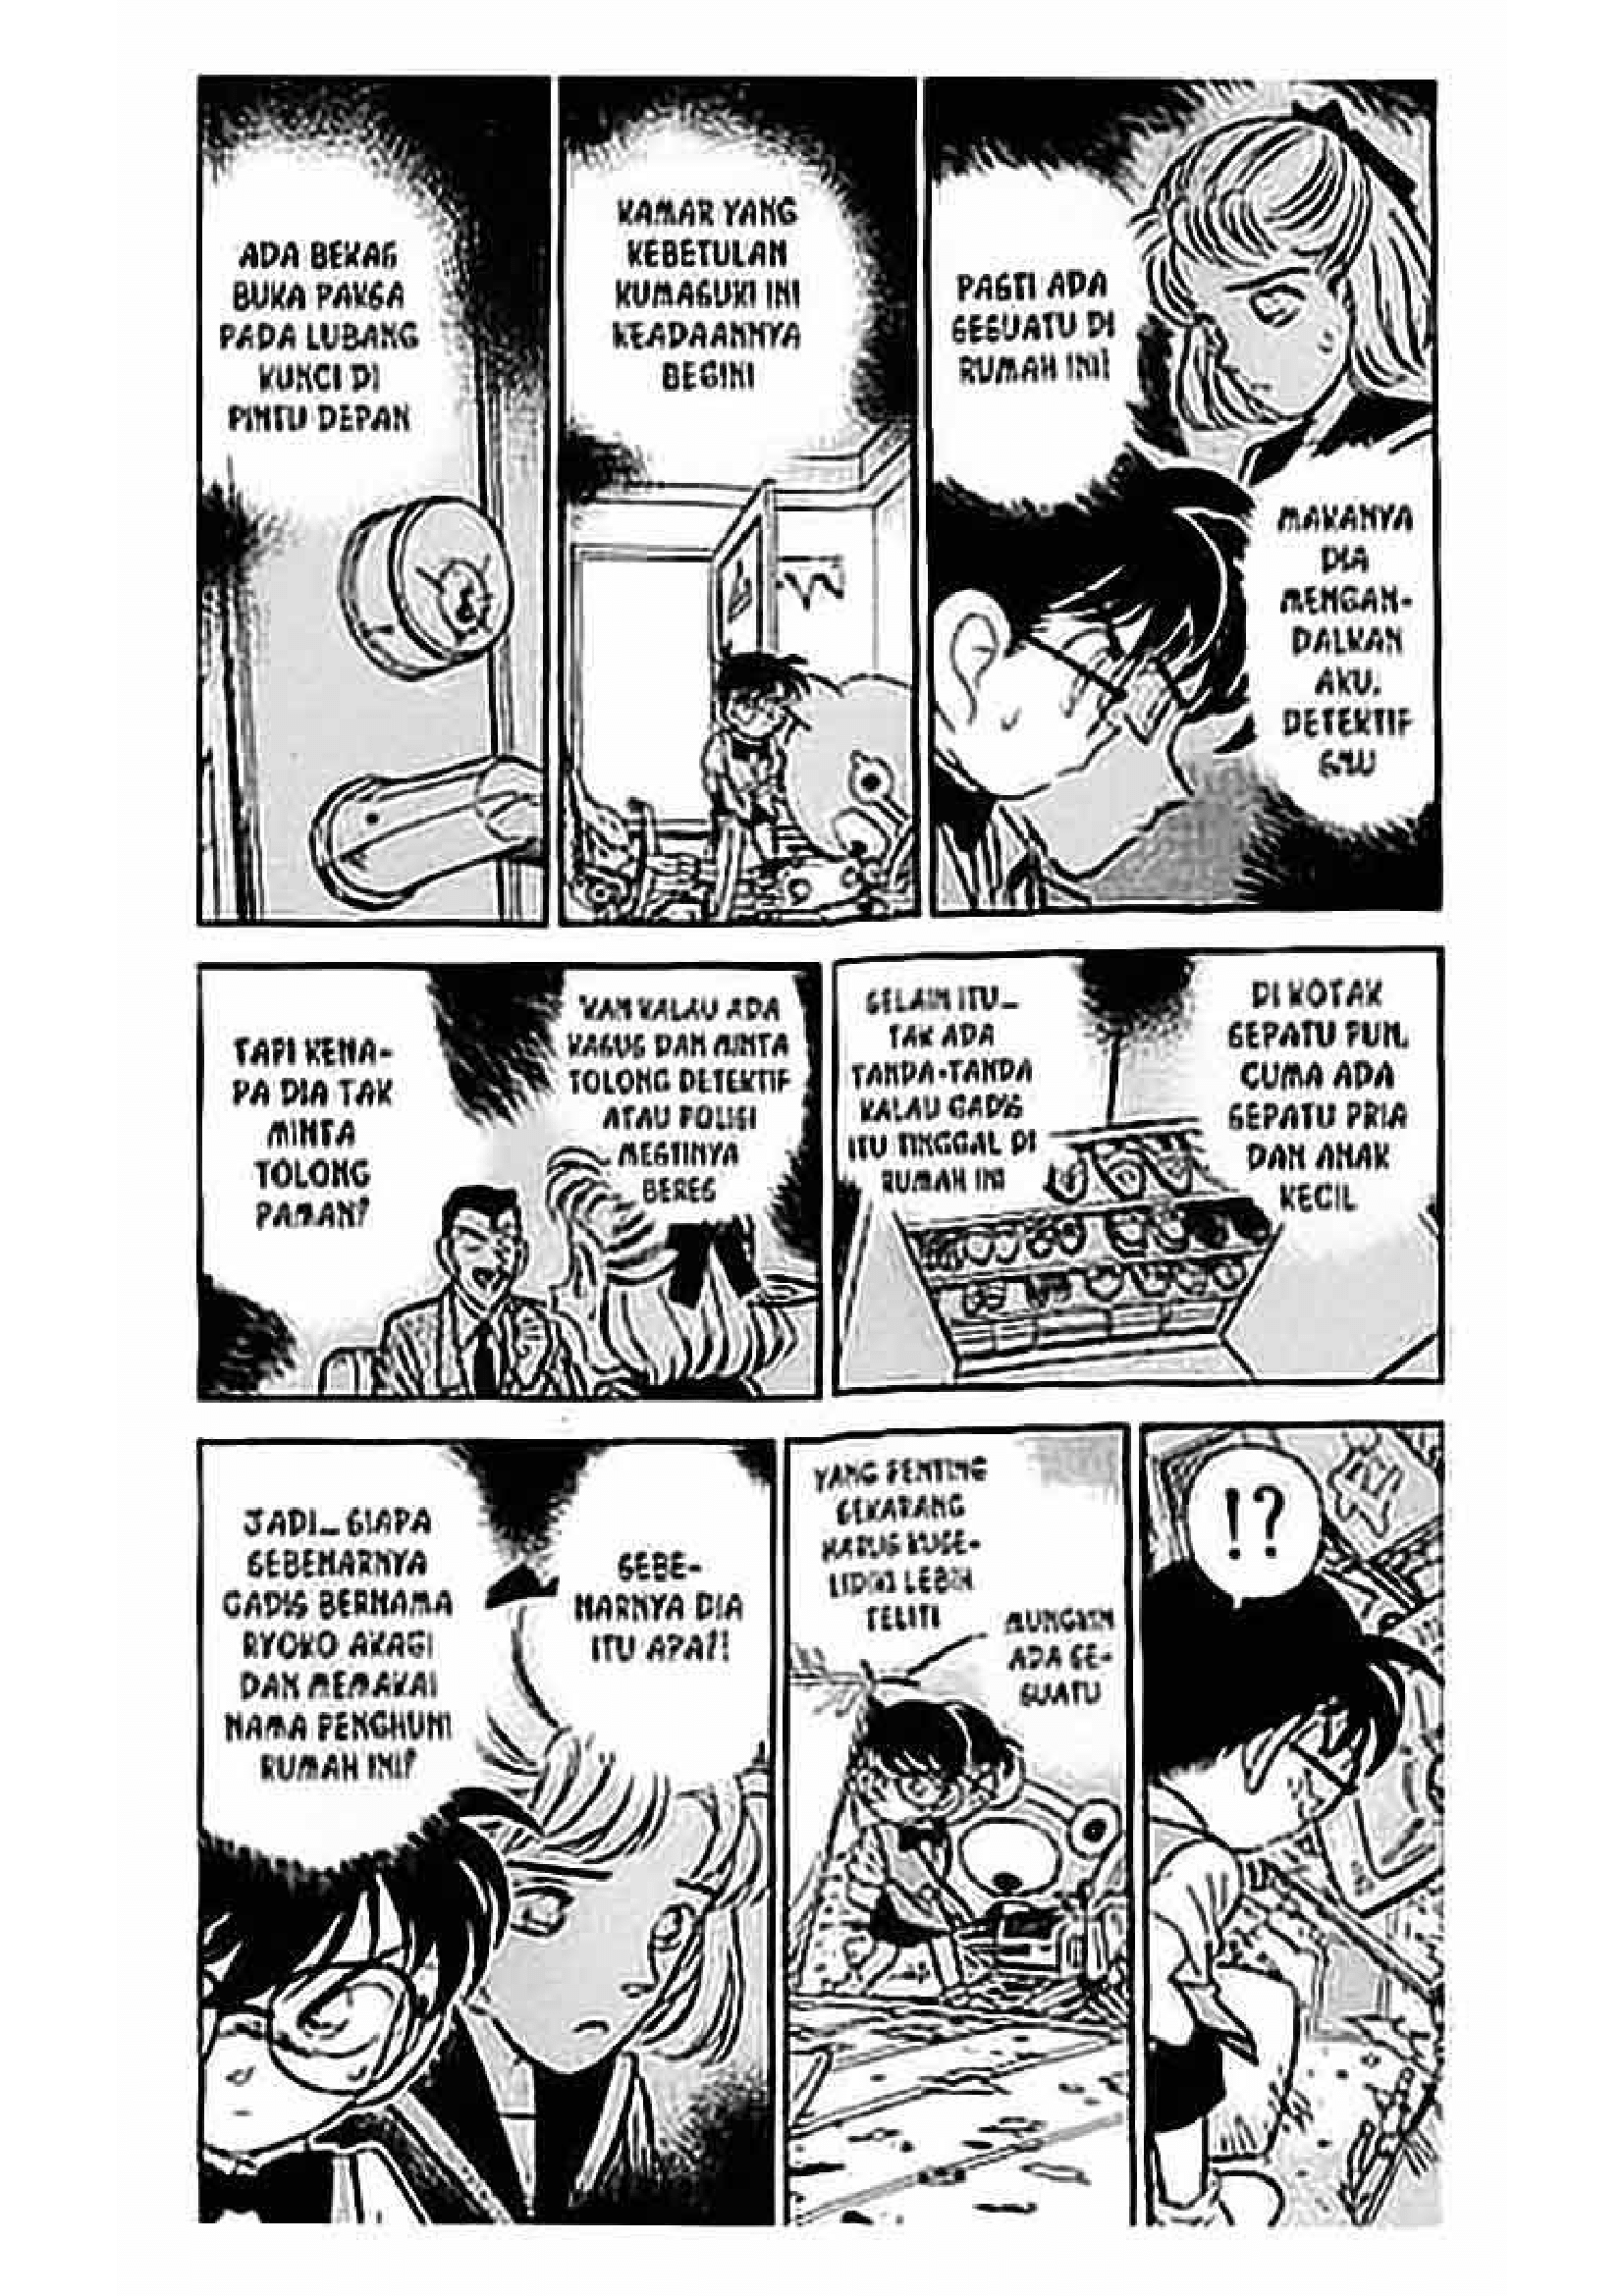 ADA BEKAS
BUKA PAKSA
PADA LUBANG
KUNCI DI
PINTU DEPAN
KAMAR YANG
KEBETULAN
KUMASUKI INI
KEADAANNYA
BEGINI
PASTI ADA
SESUATU DI
RUMAH INI!
MAKANYA
DIA
MENGAN-
DALKAN
AKU.
DETEKTIF
SMU
TAPI KENA-
PA DIA TAK
MINTA
TOLONG
PAMAN?
KAN KALAU ADA
KASUS DAN MINTA
TOLONG DETEKTIF
ATAU POLISI
MESTINYA
BERES
SELAIN ITU...
TAK ADA
TANDA-TANDA
KALAU GADIS
ITU TINGGAL DI
RUMAH INI
DI KOTAK
SEPATU PUN,
CUMA ADA
SEPATU PRIA
DAN ANAK
KECIL
JADI... SIAPA
SEBENARNYA
GADIS BERNAMA
RYOKO AKAGI
DAN MEMAKAI
NAMA PENGHUNI
RUMAH INI?
SEBE-
NARNYA DIA
ITU APA?!
YANG PENTING
SEKARANG
HARUS KUSE-
LIDIKI LEBIH
TELITI
MUNGKIN
ADA SE-
SUATU
!?